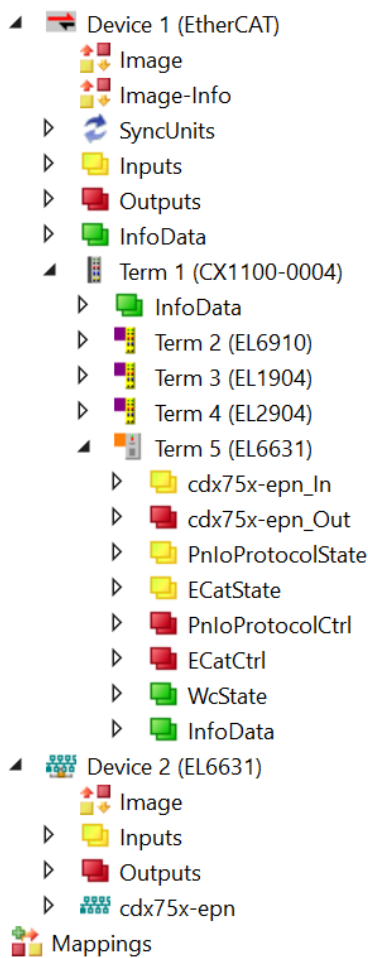 Device 1 (EtherCAT)
Image
Image-Info
SyncUnits
Inputs
Outputs
InfoData
Term 1 (CX1100-0004)
InfoData
Term 2 (EL6910)
Term 3 (EL1904)
Term 4 (EL2904)
Term 5 (EL6631)
cdx75x-epn_In
cdx75x-epn_Out
PnIoProtocolState
ECatState
PnIoProtocolCtrl
ECatCtrl
WcState
InfoData
Device 2 (EL6631)
Image
Inputs
Outputs
cdx75x-epn
Mappings